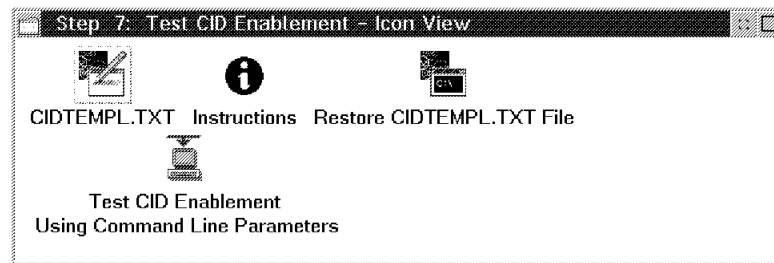 Step 7: Test CID Enablement - Icon View
CIDTEMPL.TXT Instructions Restore CIDTEMPL.TXT File
Test CID Enablement
Using Command Line Parameters